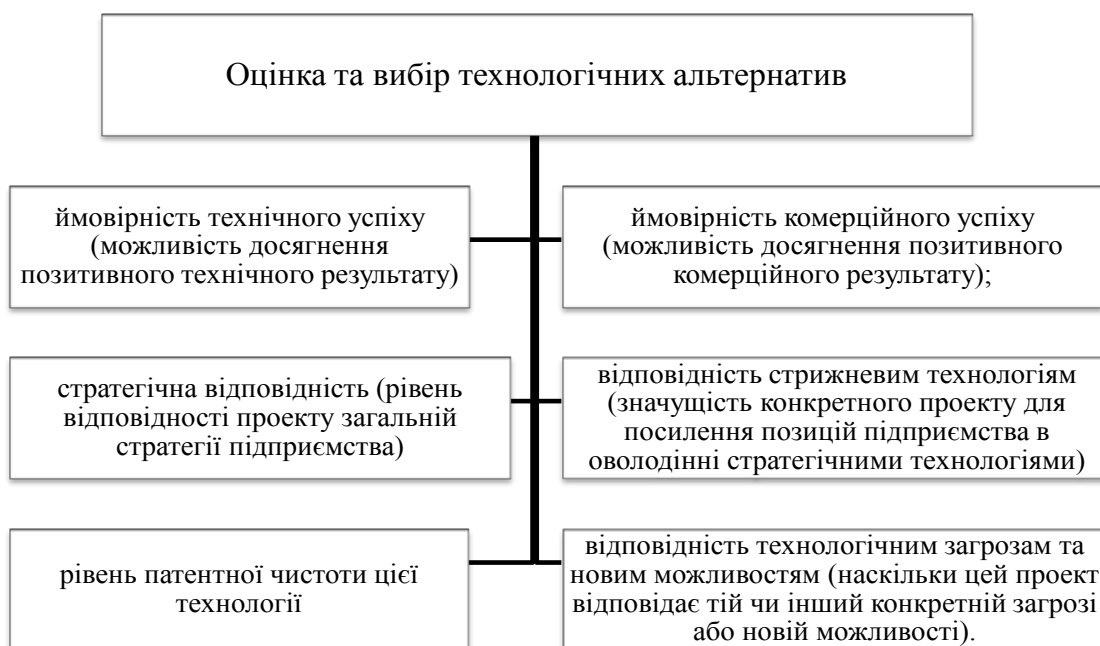 Оцінка та вибір технологічних альтернатив
ймовірність технічного успіху
(можливість досягнення
позитивного технічного результату)
ймовірність комерційного успіху
(можливість досягнення позитивного
комерційного результату);
стратегічна відповідність (рівень
відповідності проекту загальній
стратегії підприємства)
відповідність стрижневим технологіям
(значущість конкретного проекту для
посилення позицій підприємства в
оволодінні стратегічними технологіями)
рівень патентної чистоти цієї
технології
відповідність технологічним загрозам та
новим можливостям (наскільки цей проект
відповідає тій чи інший конкретній загрозі
або новій можливості).